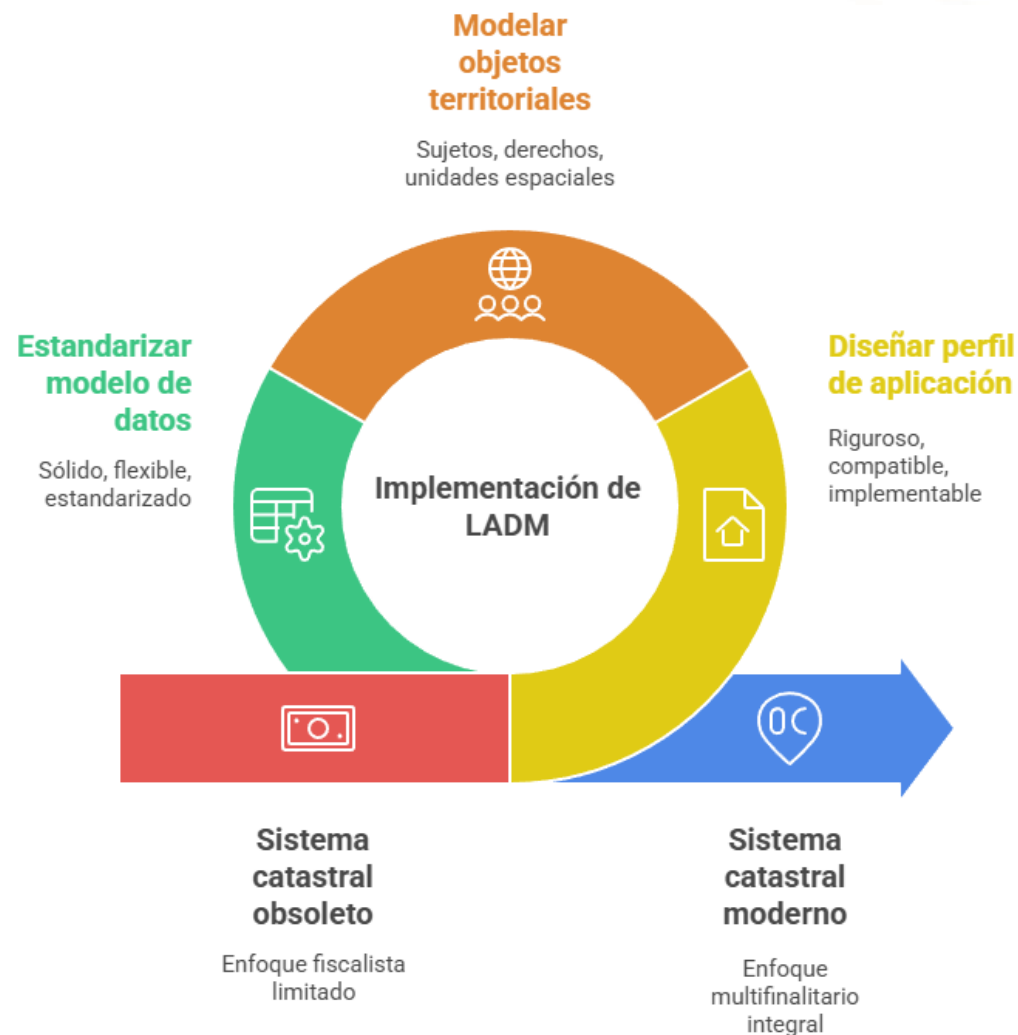 Modelar
objetos
territoriales
Sujetos, derechos,
unidades espaciales
Estandarizar
modelo de
datos
Sólido, flexible,
estandarizado
Diseñar perfil
de aplicación
Riguroso,
compatible,
implementable
Implementación de
LADM
Sistema
catastral
obsoleto
Enfoque fiscalista
limitado
Sistema
catastral
moderno
Enfoque
multifinalitario
integral